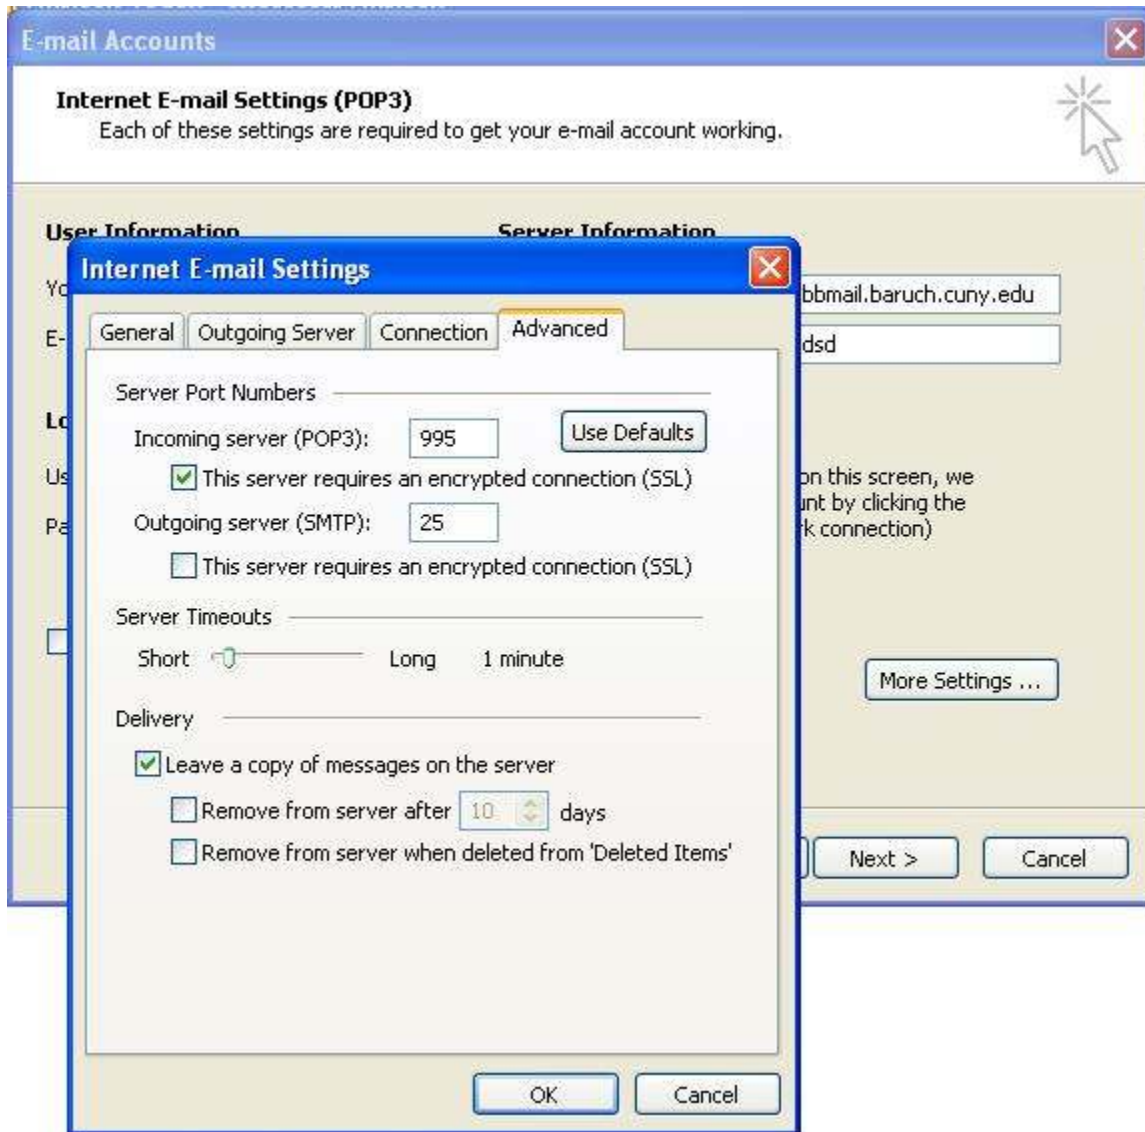 E-mail Accounts
Internet E-mail Settings (POP3)
Each of these settings are required to get your e-mail account working.
User Information
Server Information
Internet E-mail Settings
bbmail.baruch.cuny.edu
dsd
General
Outgoing Server
Connection
Advanced
Server Port Numbers
Incoming server (POP3): 995
Use Defaults
This server requires an encrypted connection (SSL)
on this screen, we
by clicking the
connection)
Outgoing server (SMTP): 25
This server requires an encrypted connection (SSL)
Server Timeouts
Short Long 1 minute
More Settings ...
Delivery
Leave a copy of messages on the server
Remove from server after 10 days
Remove from server when deleted from 'Deleted Items'
Next >
Cancel
OK
Cancel